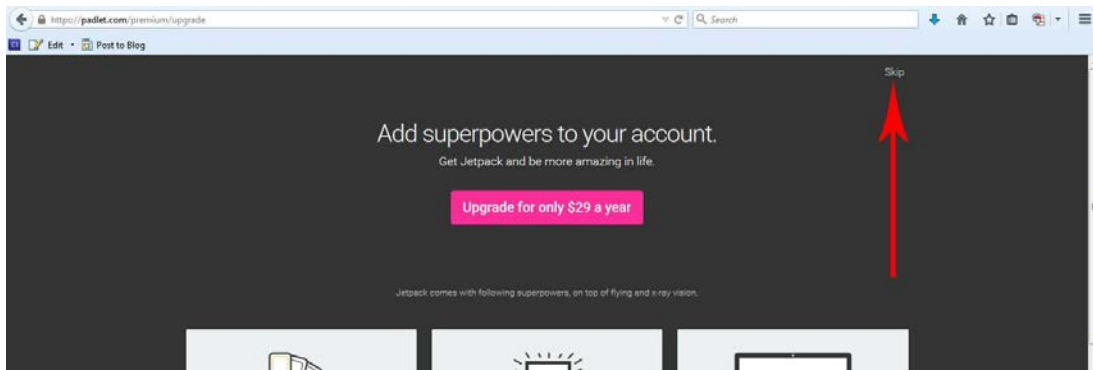 https://padlet.com/premium/upgrade
Search
Edit
Post to Blog
Skip
Add superpowers to your account.
Get Jetpack and be more amazing in life.
Upgrade for only $29 a year
Jetpack comes with following superpowers, on top of flying and x-ray vision.